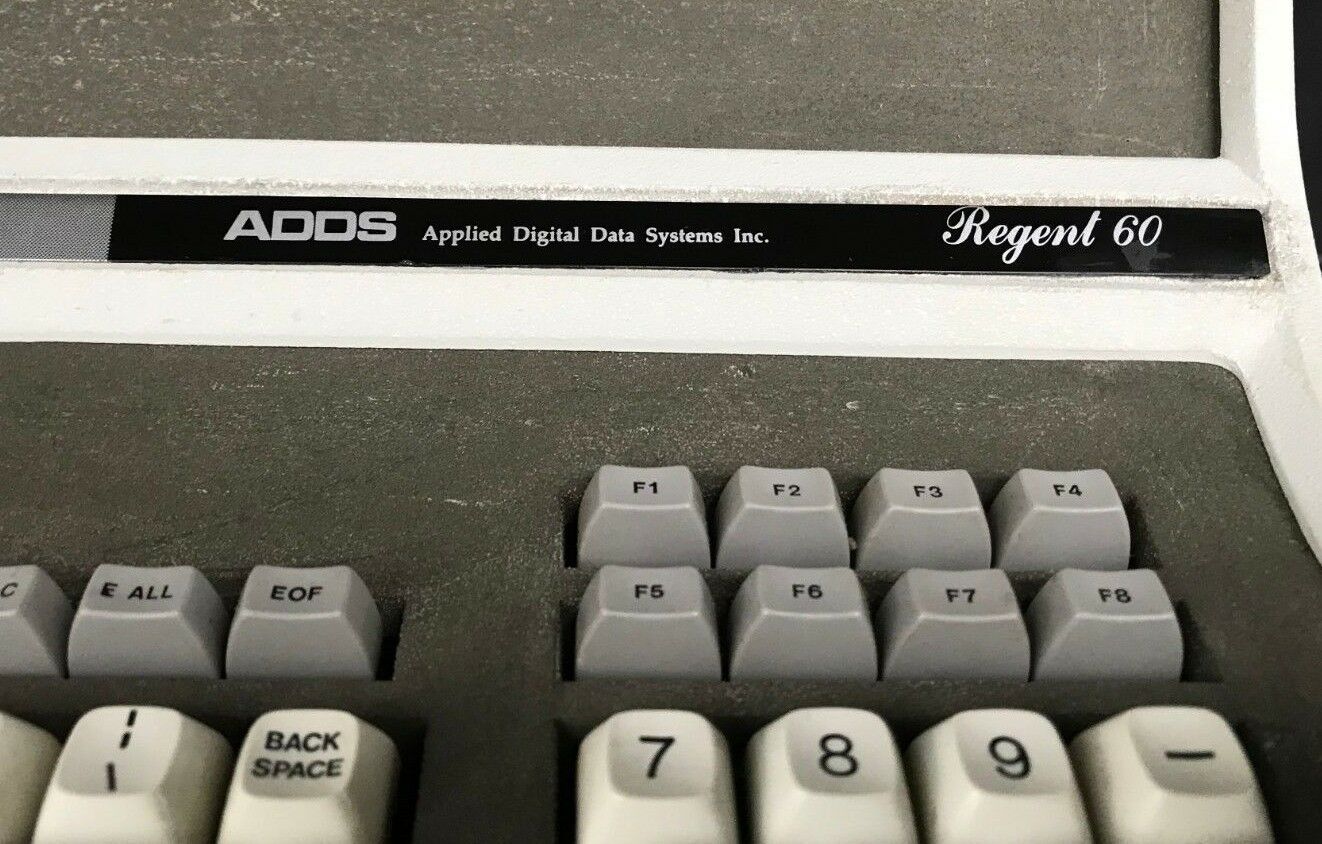 ADDS Applied Digital Data Systems Inc. Regent 60
F1 F2 F3 F4
C E ALL EOF F5 F6 F7 F8
¦ \ BACK SPACE 7 8 9 -